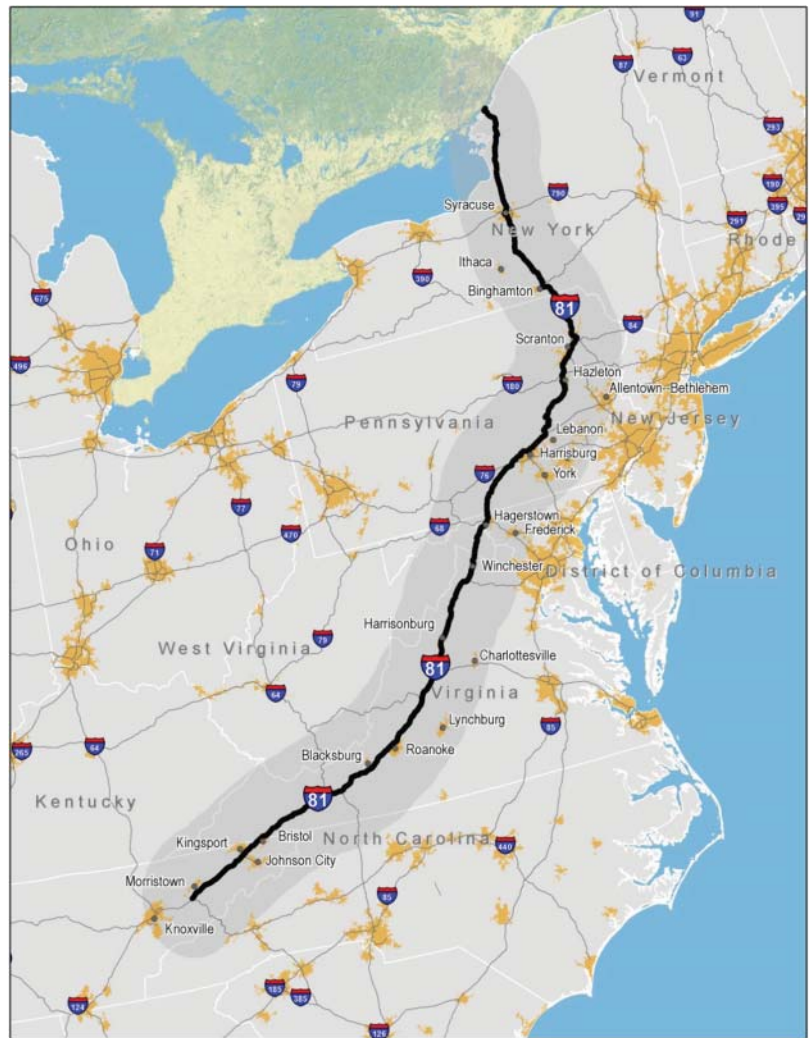 91
87
63
Vermont
293
190
395
291
Rhode
790
Syracuse
New York
390
Ithaca
Binghamton
81
675
84
Scranton
496
79
180
Hazleton
Allentown--Bethlehem
New Jersey
Pennsylvania
Lebanon
Harrisburg
76
York
77
68
Hagerstown
Frederick
470
Ohio
71
Winchester
District of Columbia
Harrisonburg
79
West Virginia
81
Charlottesville
64
Virginia
Lynchburg
85
64
265
Roanoke
Blacksburg
81
Kentucky
Bristol
North Carolina
Kingsport
440
Johnson City
Morristown
85
Knoxville
185
385
124
126